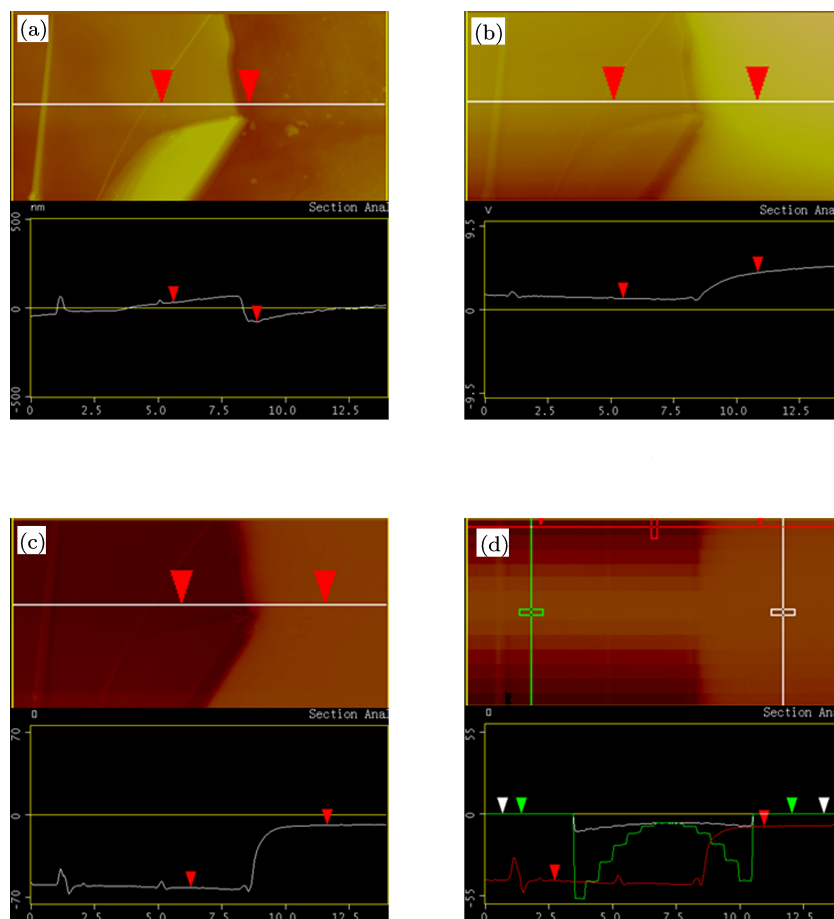 (a)
nm Section Anal
500
0
-500
0 2.5 5.0 7.5 10.0 12.5
(b)
V Section Ana
9.5
0
-9.5
0 2.5 5.0 7.5 10.0 12.5
(c)
Section Anal
70
0
-70
0 2.5 5.0 7.5 10.0 12.5
(d)
Section Ana
55
0
-55
0 2.5 5.0 7.5 10.0 12.5